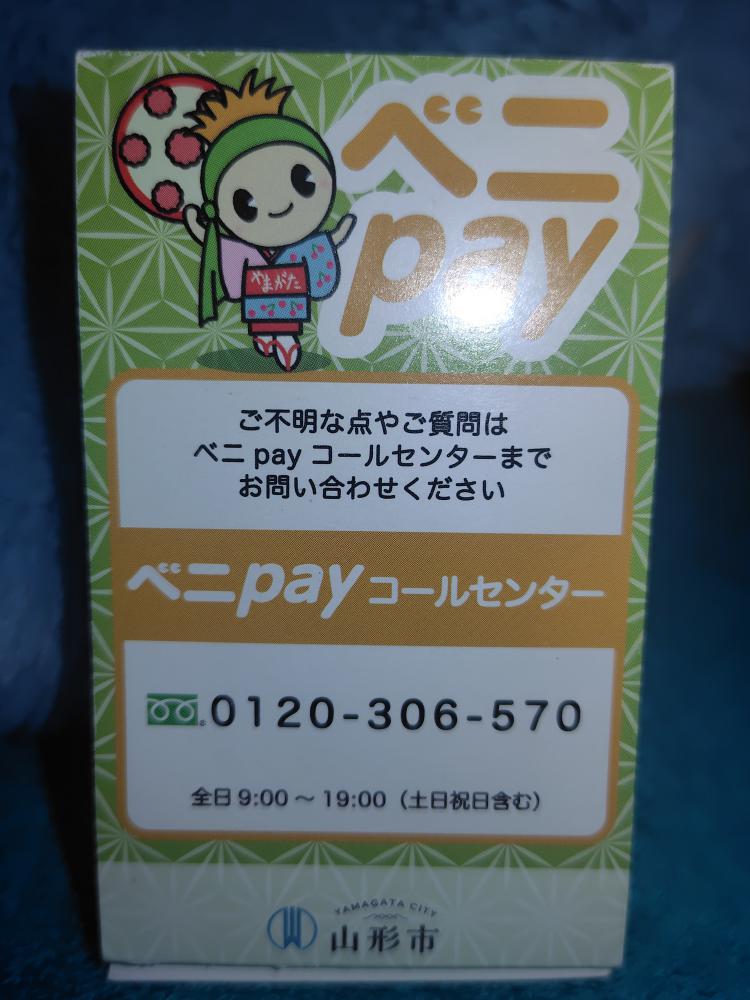 ベニ
pay
やまがた
ご不明な点やご質問は
ベニ pay コールセンターまで
お問い合わせください
ベニpay コールセンター
0120-306-570
全日 9:00 ～ 19:00（土日祝日含む）
YAMAGATA CITY
山形市